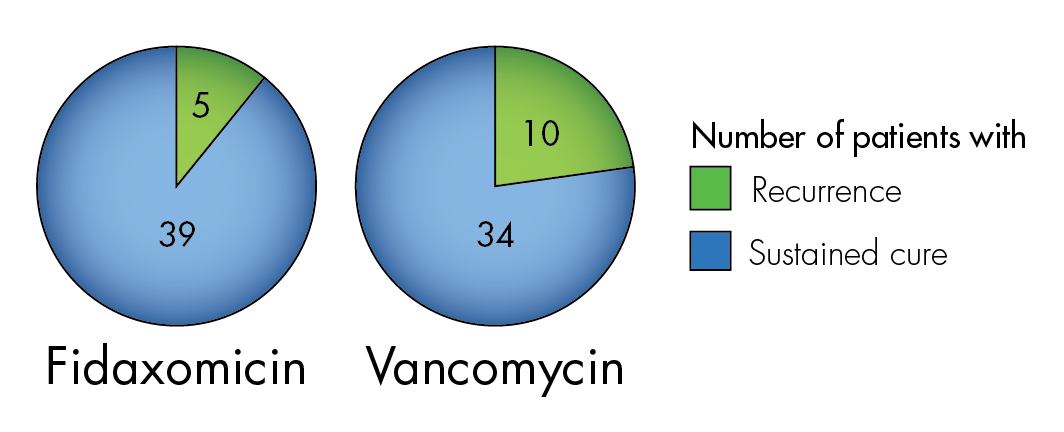 5
39
Fidaxomicin
10
34
Vancomycin
Number of patients with
Recurrence
Sustained cure